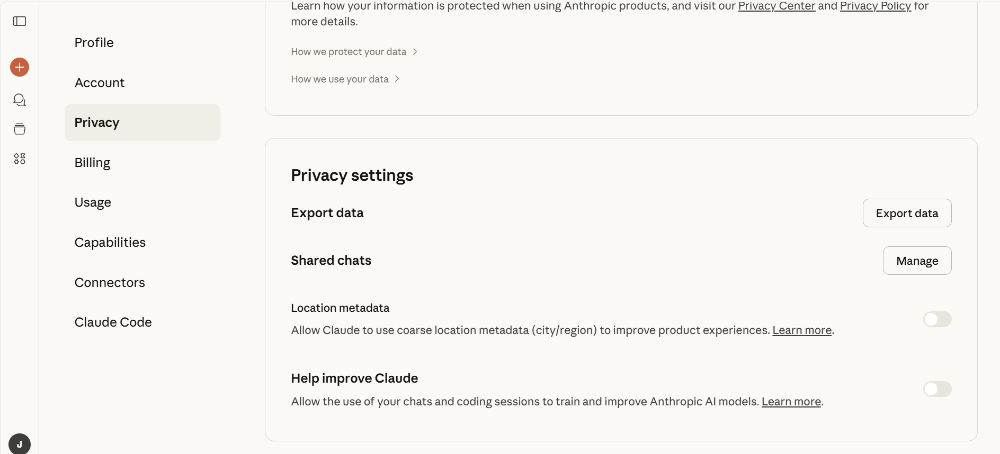 Learn how your information is protected when using Anthropic products, and visit our Privacy Center and Privacy Policy for
more details.
How we protect your data
How we use your data
Profile
Account
Privacy
Billing
Usage
Capabilities
Connectors
Claude Code
Privacy settings
Export data
Export data
Shared chats
Manage
Location metadata
Allow Claude to use coarse location metadata (city/region) to improve product experiences. Learn more.
Help improve Claude
Allow the use of your chats and coding sessions to train and improve Anthropic AI models. Learn more.
J